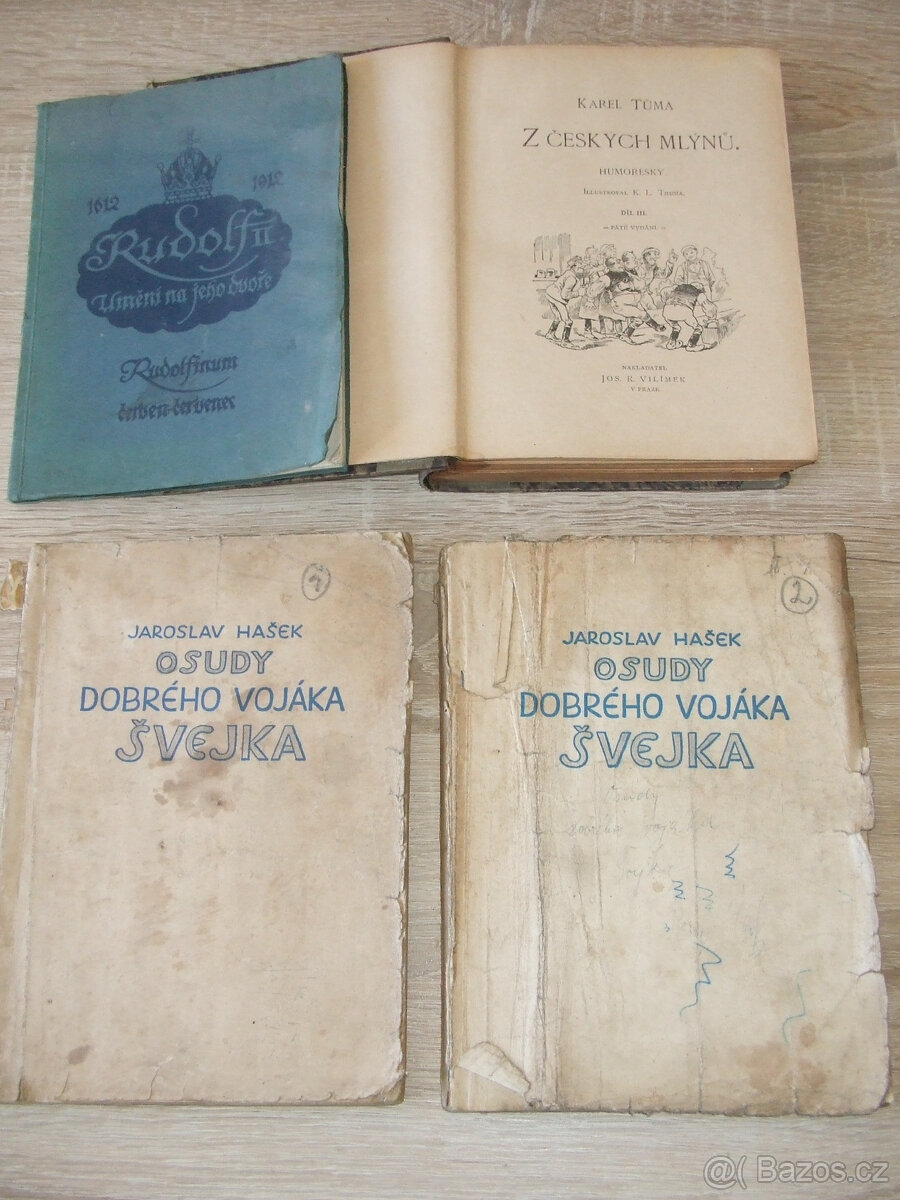 1612 1912
Rudolf II
Umění na jeho dvoře
Rudolfinum
červen-červenec
KAREL TŮMA
Z ČESKÝCH MLÝNŮ.
HUMORESKY
ILLUSTROVAL K. L. THUMA.
DÍL III.
PÁTÉ VYDÁNÍ.
NAKLADATEL
JOS. R. VILÍMEK
V PRAZE
1
JAROSLAV HAŠEK
OSUDY
DOBRÉHO VOJÁKA
ŠVEJKA
2
JAROSLAV HAŠEK
OSUDY
DOBRÉHO VOJÁKA
ŠVEJKA
@( Bazos.cz